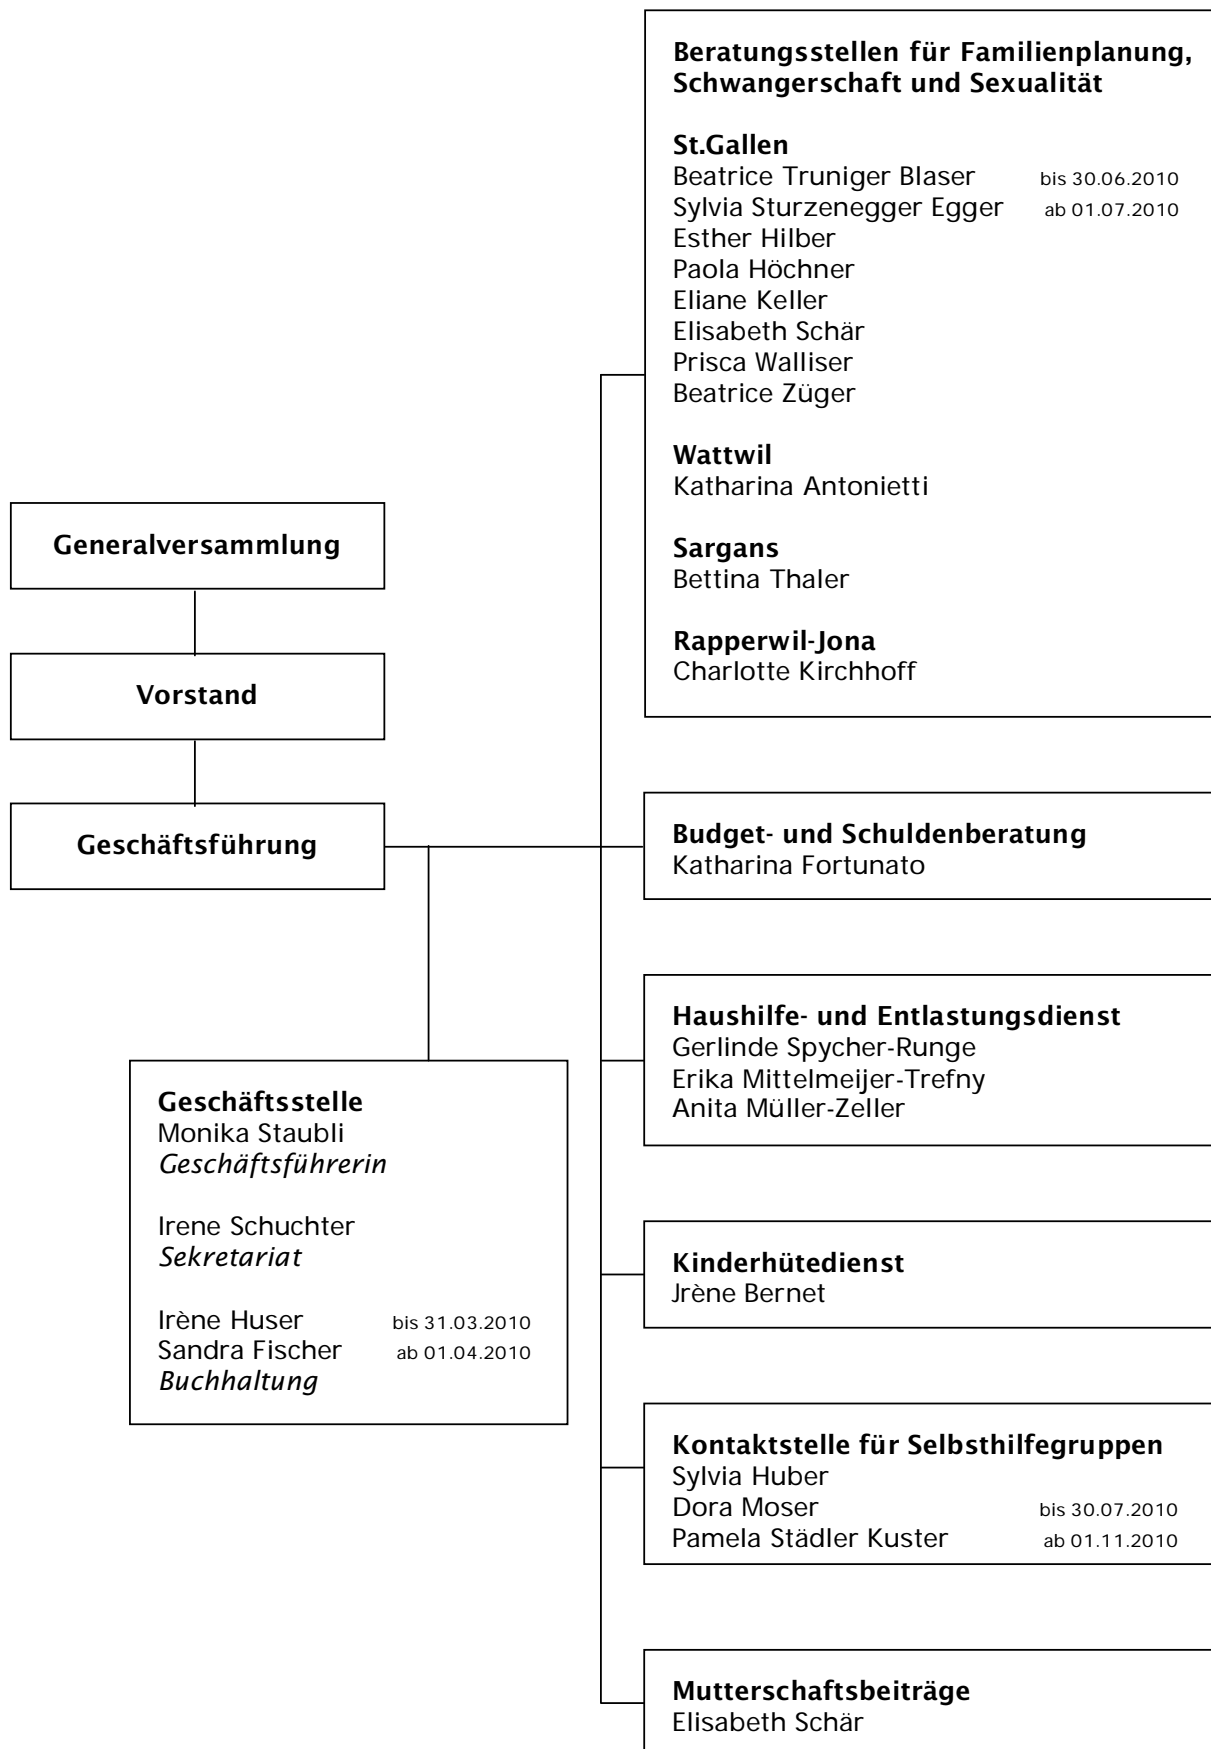 Generalversammlung
Vorstand
Geschäftsführung
Geschäftsstelle
Monika Staubli
Geschäftsführerin
Irene Schuchter
Sekretariat
Irène Huser bis 31.03.2010
Sandra Fischer ab 01.04.2010
Buchhaltung
Beratungsstellen für Familienplanung,
Schwangerschaft und Sexualität
St.Gallen
Beatrice Truniger Blaser bis 30.06.2010
Sylvia Sturzenegger Egger ab 01.07.2010
Esther Hilber
Paola Höchner
Eliane Keller
Elisabeth Schär
Prisca Walliser
Beatrice Züger
Wattwil
Katharina Antonietti
Sargans
Bettina Thaler
Rapperwil-Jona
Charlotte Kirchhoff
Budget- und Schuldenberatung
Katharina Fortunato
Haushilfe- und Entlastungsdienst
Gerlinde Spycher-Runge
Erika Mittelmeijer-Trefny
Anita Müller-Zeller
Kinderhütedienst
Jrène Bernet
Kontaktstelle für Selbsthilfegruppen
Sylvia Huber
Dora Moser bis 30.07.2010
Pamela Städler Kuster ab 01.11.2010
Mutterschaftsbeiträge
Elisabeth Schär